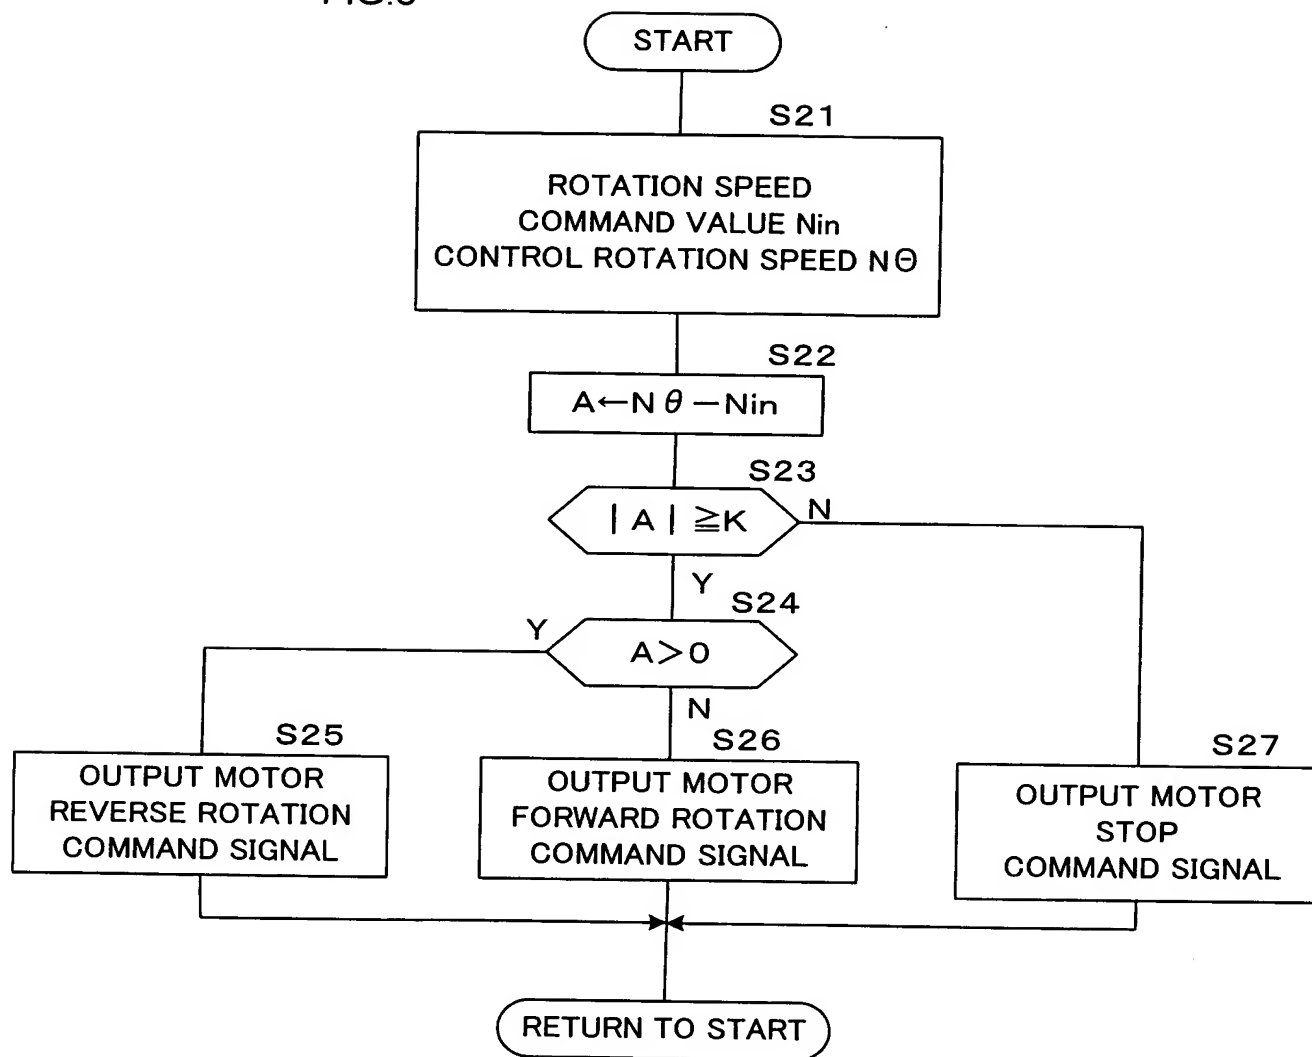 START
S21
ROTATION SPEED
COMMAND VALUE Nin
CONTROL ROTATION SPEED NΘ
S22
A←Nθ−Nin
S23
|A|≧K
N
Y
S24
Y
A>0
N
S25
OUTPUT MOTOR
REVERSE ROTATION
COMMAND SIGNAL
S26
OUTPUT MOTOR
FORWARD ROTATION
COMMAND SIGNAL
S27
OUTPUT MOTOR
STOP
COMMAND SIGNAL
RETURN TO START